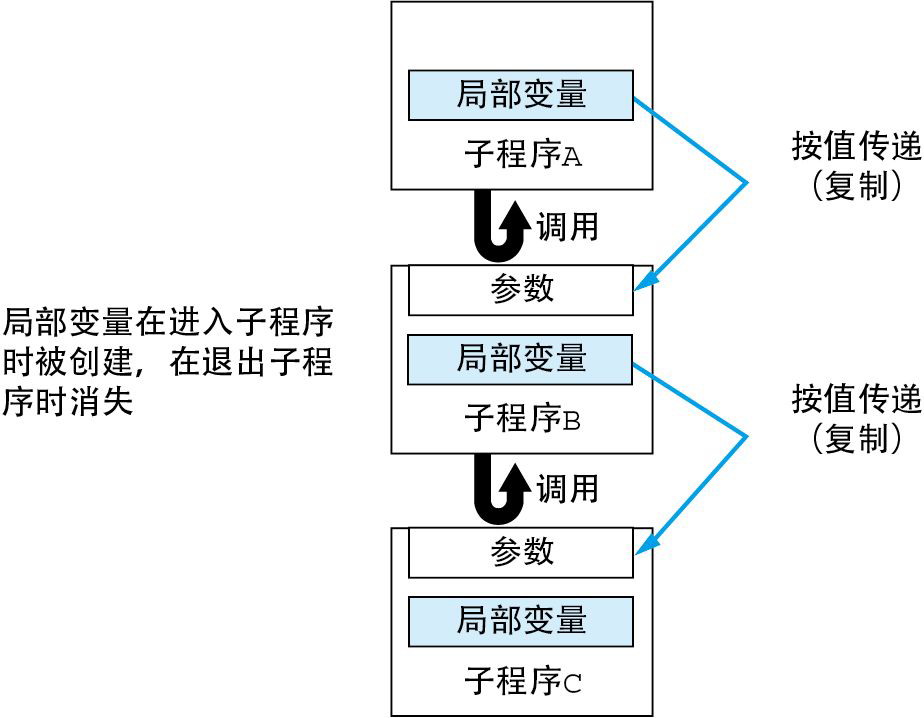 局部变量
子程序A
按值传递
（复制）
调用
参数
局部变量在进入子程序
时被创建，在退出子程
序时消失
局部变量
子程序B
按值传递
（复制）
调用
参数
局部变量
子程序C